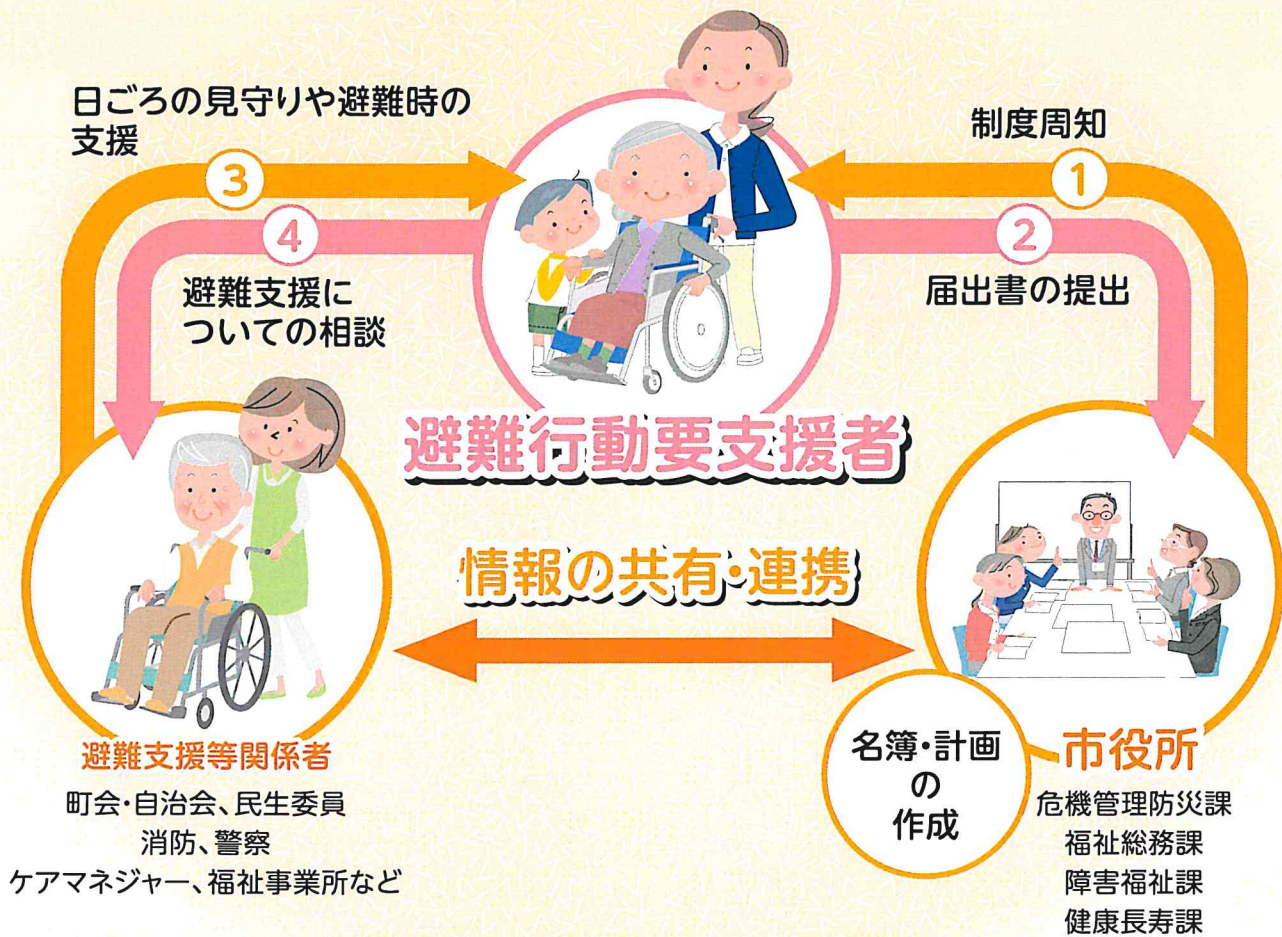 日ごろの見守りや避難時の
支援
③
④
避難支援に
ついての相談
制度周知
①
②
届出書の提出
避難行動要支援者
情報の共有・連携
避難支援等関係者
町会・自治会、民生委員
消防、警察
ケアマネジャー、福祉事業所など
名簿・計画
の
作成
市役所
危機管理防災課
福祉総務課
障害福祉課
健康長寿課